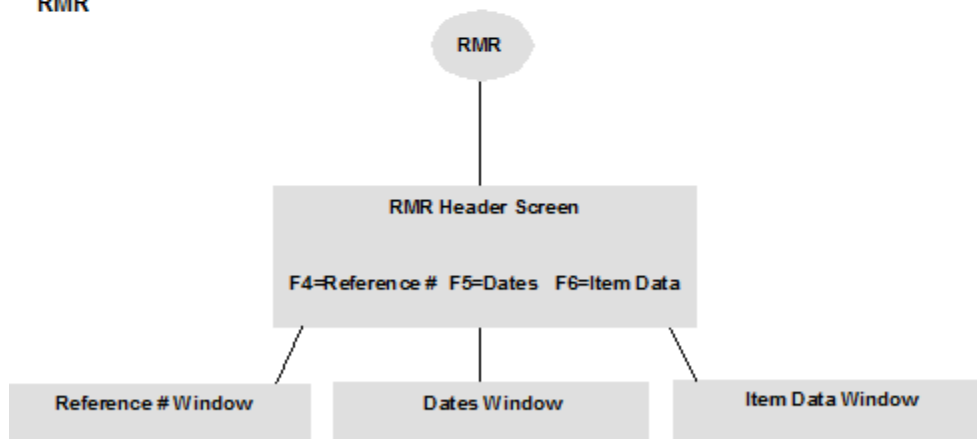 RMR
RMR
RMR Header Screen
F4=Reference # F5=Dates F6=Item Data
Reference # Window
Dates Window
Item Data Window